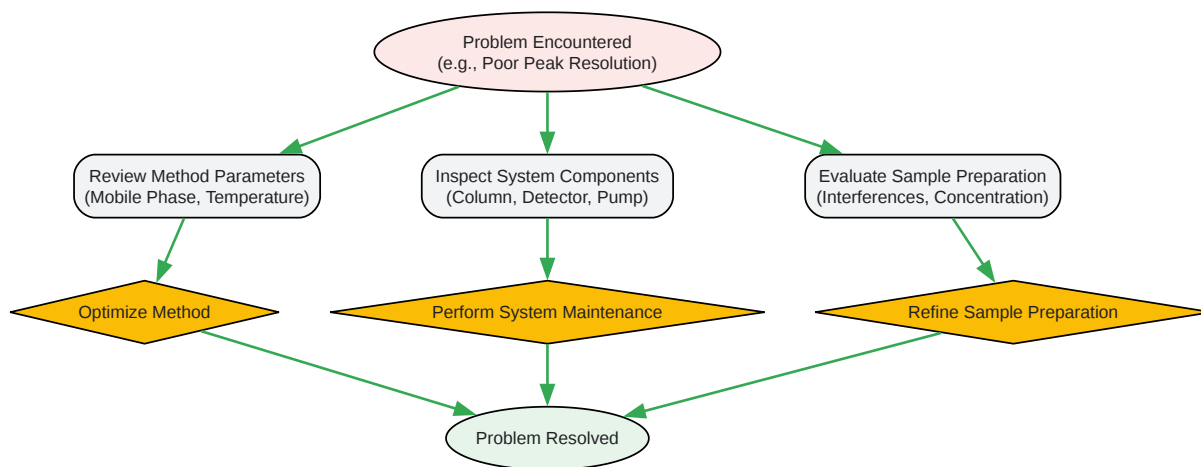 Problem Encountered
(e.g., Poor Peak Resolution)
Review Method Parameters
(Mobile Phase, Temperature)
Inspect System Components
(Column, Detector, Pump)
Evaluate Sample Preparation
(Interferences, Concentration)
Optimize Method
Perform System Maintenance
Refine Sample Preparation
Problem Resolved